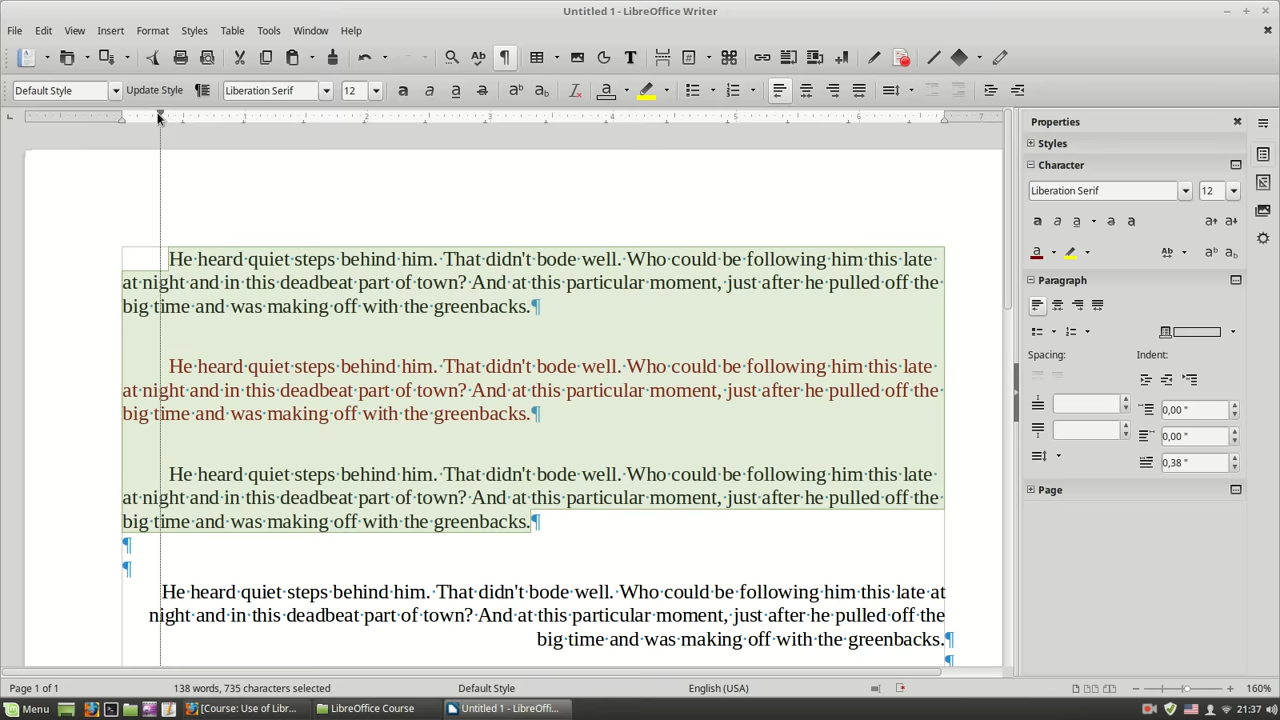 Untitled 1 - LibreOffice Writer
File Edit View Insert Format Styles Table Tools Window Help
Default Style Update Style Liberation Serif 12
1 2 3 4 5 6 7
He heard quiet steps behind him. That didn't bode well. Who could be following him this late
at night and in this deadbeat part of town? And at this particular moment, just after he pulled off the
big time and was making off with the greenbacks.¶
He heard quiet steps behind him. That didn't bode well. Who could be following him this late
at night and in this deadbeat part of town? And at this particular moment, just after he pulled off the
big time and was making off with the greenbacks.¶
He heard quiet steps behind him. That didn't bode well. Who could be following him this late
at night and in this deadbeat part of town? And at this particular moment, just after he pulled off the
big time and was making off with the greenbacks.¶
¶
¶
He heard quiet steps behind him. That didn't bode well. Who could be following him this late at
night and in this deadbeat part of town? And at this particular moment, just after he pulled off the
big time and was making off with the greenbacks.¶
¶
Properties
Styles
Character
Liberation Serif 12
Paragraph
Spacing: Indent:
0,00 "
0,00 "
0,38 "
Page
Page 1 of 1 138 words, 735 characters selected Default Style English (USA) 160%
Menu [Course: Use of Libr... LibreOffice Course Untitled 1 - LibreOffi... 21:37